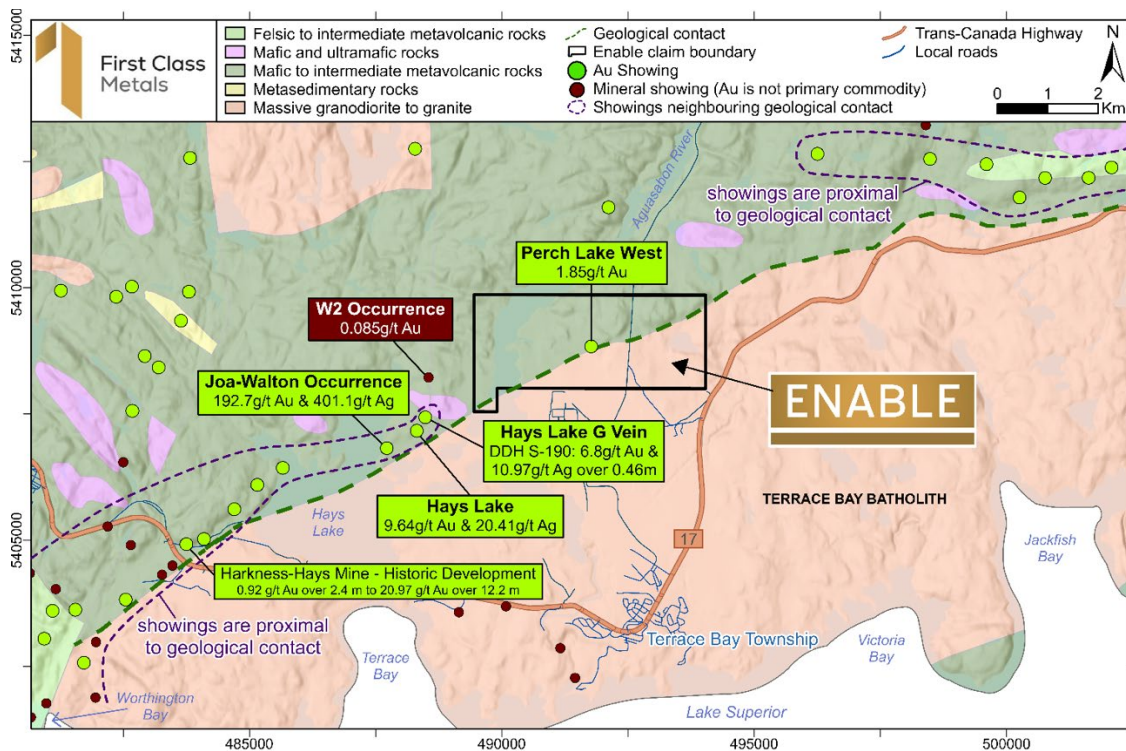 First Class
Metals
Felsic to intermediate metavolcanic rocks
Mafic and ultramafic rocks
Mafic to intermediate metavolcanic rocks
Metasedimentary rocks
Massive granodiorite to granite
Geological contact
Enable claim boundary
Au Showing
Mineral showing (Au is not primary commodity)
Showings neighbouring geological contact
Trans-Canada Highway
Local roads
N
0 1 2
Km
5415000
5410000
5405000
Aguasabon River
showings are proximal
to geological contact
Perch Lake West
1.85g/t Au
W2 Occurrence
0.085g/t Au
Joa-Walton Occurrence
192.7g/t Au & 401.1g/t Ag
ENABLE
Hays Lake G Vein
DDH S-190: 6.8g/t Au &
10.97g/t Ag over 0.46m
Hays Lake
9.64g/t Au & 20.41g/t Ag
TERRACE BAY BATHOLITH
Hays
Lake
17
Jackfish
Bay
Harkness-Hays Mine - Historic Development
0.92 g/t Au over 2.4 m to 20.97 g/t Au over 12.2 m
showings are proximal
to geological contact
Terrace Bay Township
Terrace
Bay
Victoria
Bay
Worthington
Bay
Lake Superior
485000 490000 495000 500000